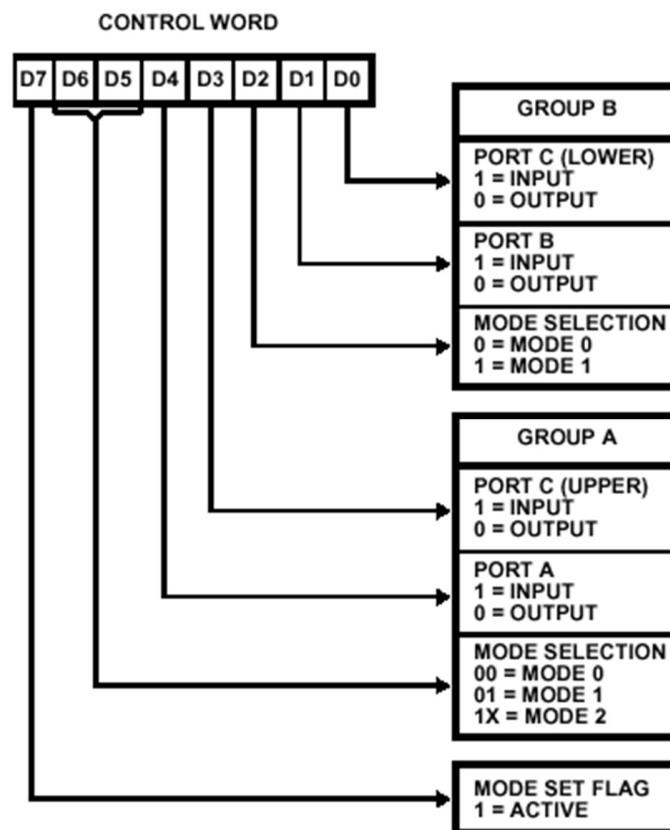 CONTROL WORD
D7 D6 D5 D4 D3 D2 D1 D0
GROUP B
PORT C (LOWER)
1 = INPUT
0 = OUTPUT
PORT B
1 = INPUT
0 = OUTPUT
MODE SELECTION
0 = MODE 0
1 = MODE 1
GROUP A
PORT C (UPPER)
1 = INPUT
0 = OUTPUT
PORT A
1 = INPUT
0 = OUTPUT
MODE SELECTION
00 = MODE 0
01 = MODE 1
1X = MODE 2
MODE SET FLAG
1 = ACTIVE